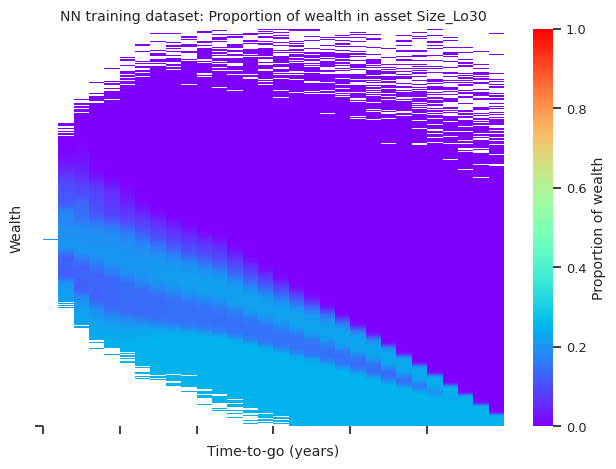 NN training dataset: Proportion of wealth in asset Size_Lo30
Wealth
Time-to-go (years)
1.0
0.8
0.6
0.4
0.2
0.0
Proportion of wealth